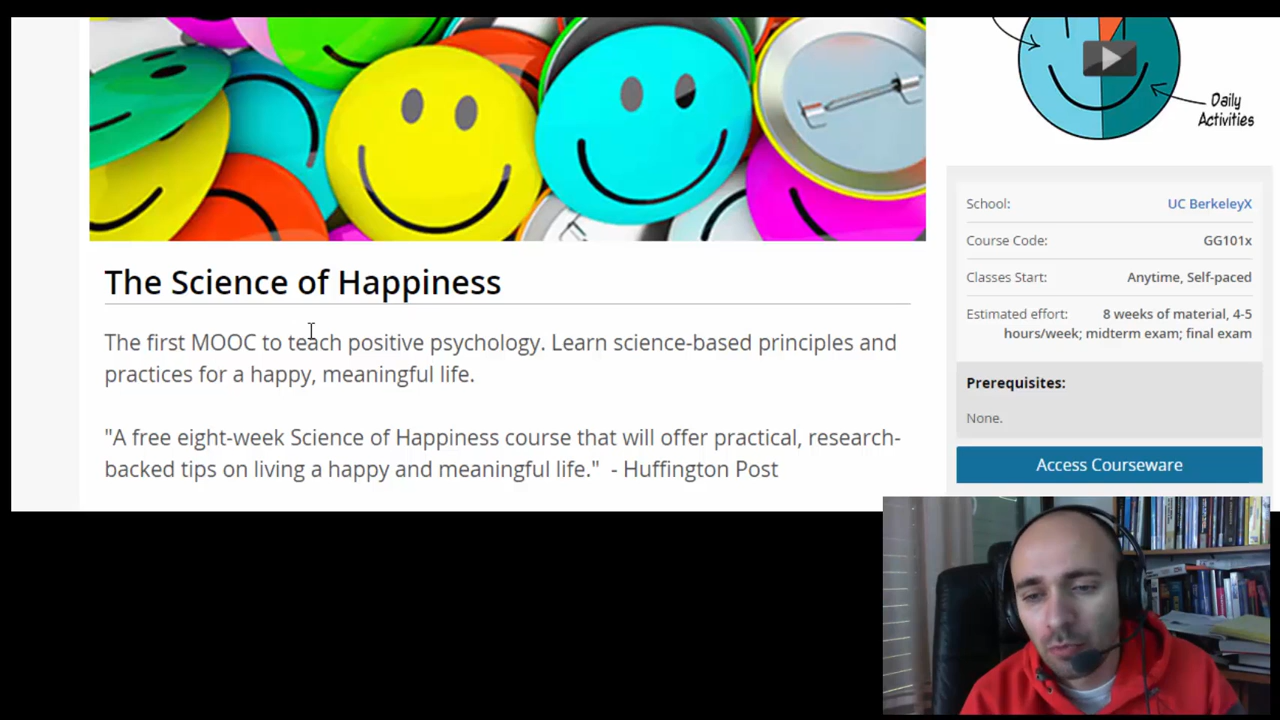 Daily
Activities
School: UC BerkeleyX
Course Code: GG101x
Classes Start: Anytime, Self-paced
Estimated effort: 8 weeks of material, 4-5
hours/week; midterm exam; final exam
Prerequisites:
None.
Access Courseware
The Science of Happiness
The first MOOC to teach positive psychology. Learn science-based principles and
practices for a happy, meaningful life.
"A free eight-week Science of Happiness course that will offer practical, research-
backed tips on living a happy and meaningful life." - Huffington Post